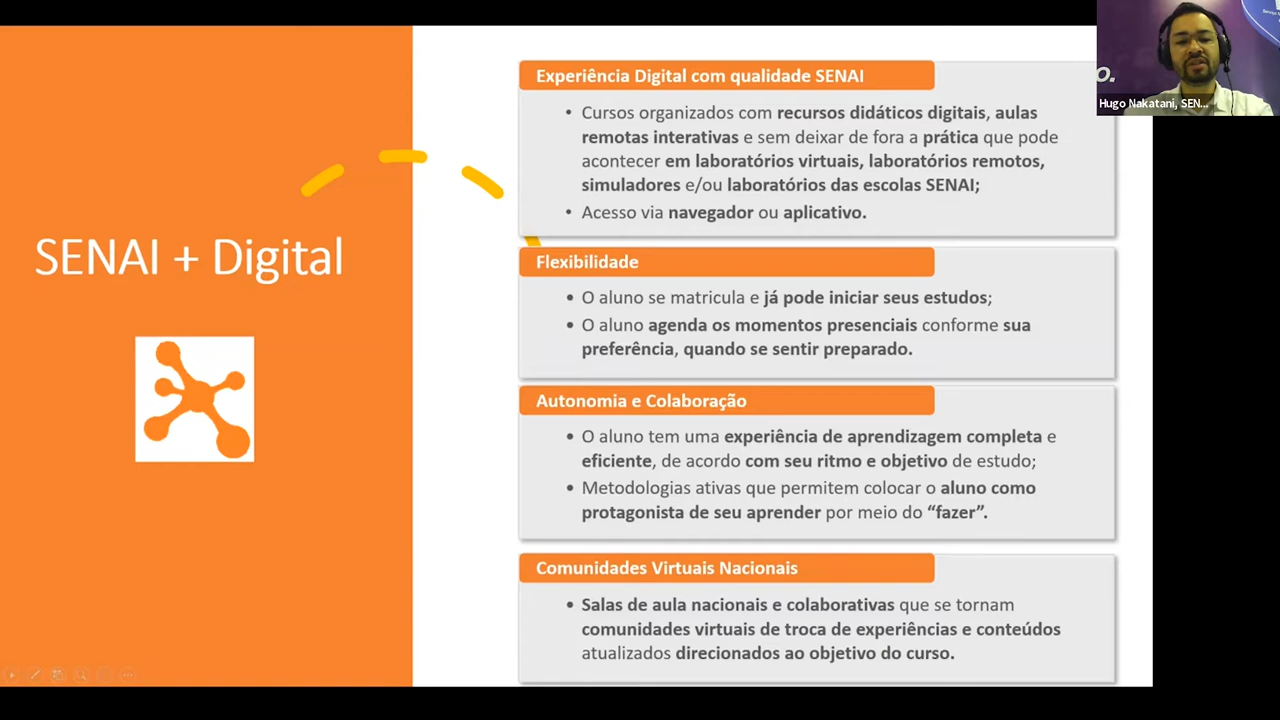 SENAI + Digital
Experiência Digital com qualidade SENAI
• Cursos organizados com recursos didáticos digitais, aulas
remotas interativas e sem deixar de fora a prática que pode
acontecer em laboratórios virtuais, laboratórios remotos,
simuladores e/ou laboratórios das escolas SENAI;
• Acesso via navegador ou aplicativo.
Flexibilidade
• O aluno se matricula e já pode iniciar seus estudos;
• O aluno agenda os momentos presenciais conforme sua
preferência, quando se sentir preparado.
Autonomia e Colaboração
• O aluno tem uma experiência de aprendizagem completa e
eficiente, de acordo com seu ritmo e objetivo de estudo;
• Metodologias ativas que permitem colocar o aluno como
protagonista de seu aprender por meio do “fazer”.
Comunidades Virtuais Nacionais
• Salas de aula nacionais e colaborativas que se tornam
comunidades virtuais de troca de experiências e conteúdos
atualizados direcionados ao objetivo do curso.
Hugo Nakatani, SEN...